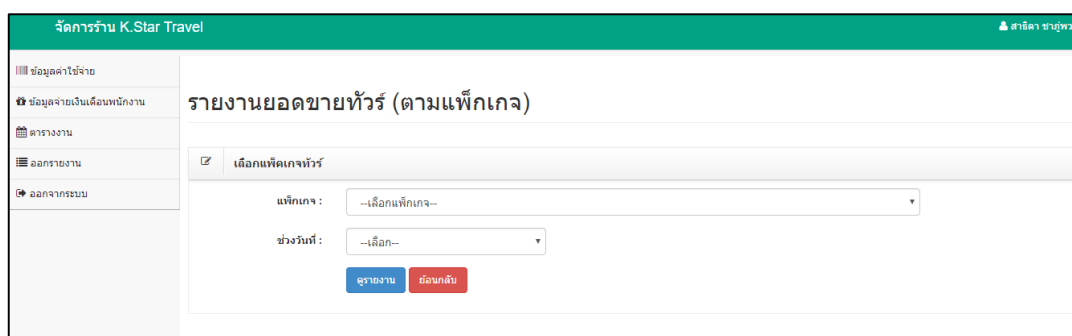 จัดการร้าน K.Star Travel
สาธิตา ชาภู่พว
ข้อมูลค่าใช้จ่าย
ข้อมูลจ่ายเงินเดือนพนักงาน
ตารางงาน
ออกรายงาน
ออกจากระบบ
รายงานยอดขายทัวร์ (ตามแพ็กเกจ)
เลือกแพ็คเกจทัวร์
แพ็กเกจ :
--เลือกแพ็กเกจ--
ช่วงวันที่ :
--เลือก--
ดูรายงาน ย้อนกลับ